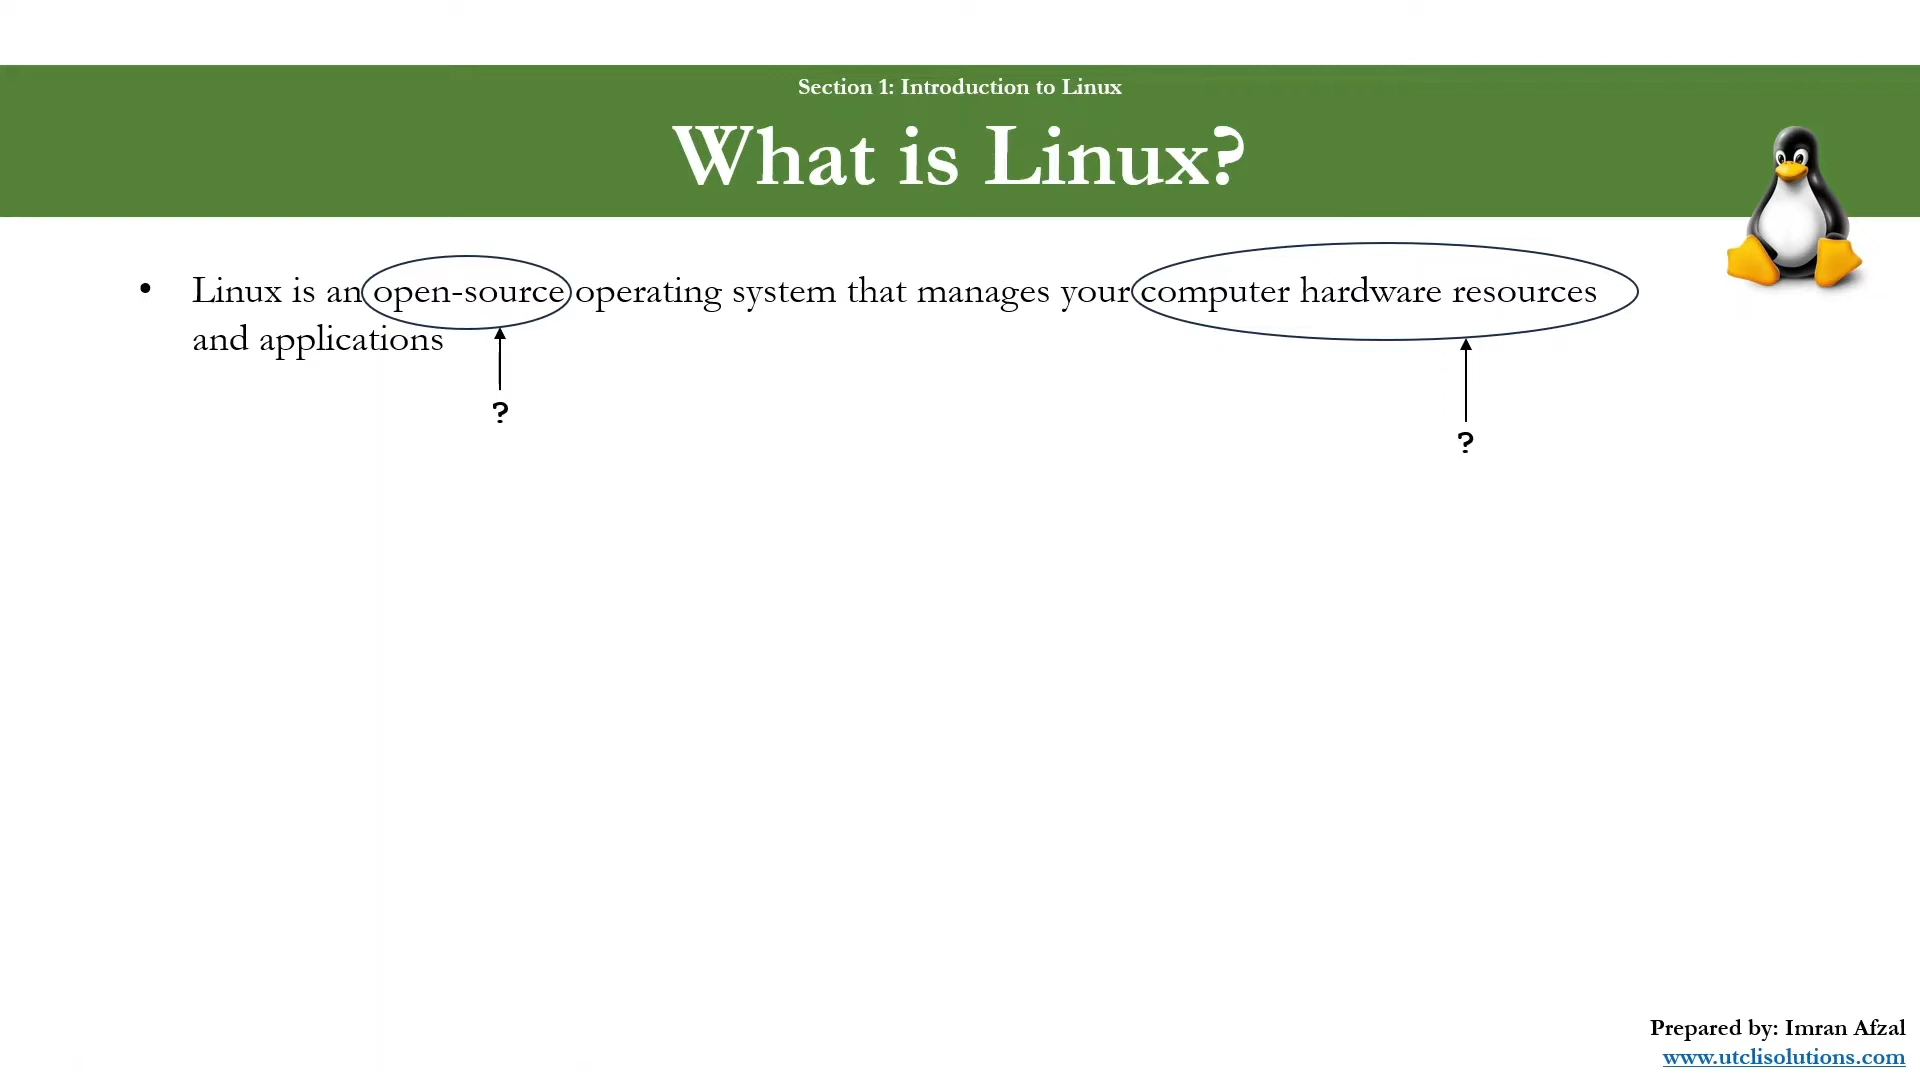 Section 1: Introduction to Linux
What is Linux?
• Linux is an open-source operating system that manages your computer hardware resources
and applications
?
?
Prepared by: Imran Afzal
www.utclisolutions.com